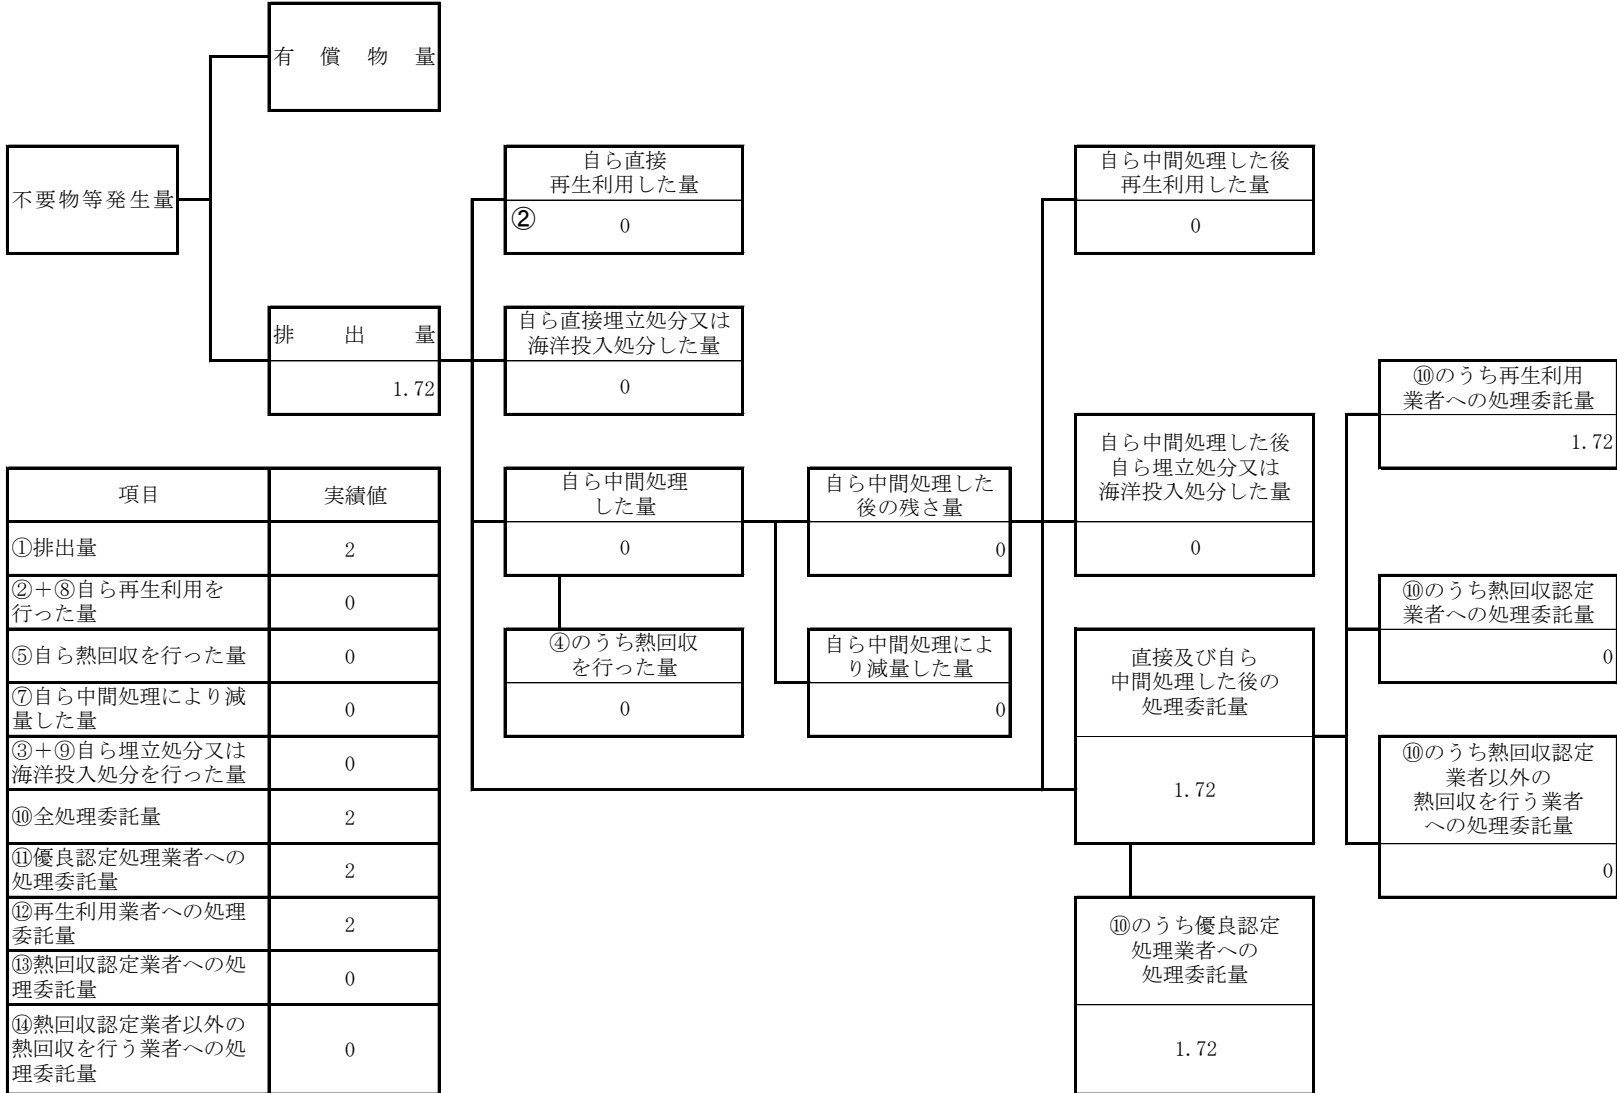 有償物量
不要物等発生量
自ら直接
再生利用した量
② 0
自ら中間処理した後
再生利用した量
0
排出量
1.72
自ら直接埋立処分又は
海洋投入処分した量
0
⑩のうち再生利用
業者への処理委託量
1.72
自ら中間処理した後
自ら埋立処分又は
海洋投入処分した量
0
自ら中間処理
した量
0
自ら中間処理した
後の残さ量
0
④のうち熱回収
を行った量
0
自ら中間処理によ
り減量した量
0
⑩のうち熱回収認定
業者への処理委託量
0
直接及び自ら
中間処理した後の
処理委託量
1.72
⑩のうち熱回収認定
業者以外の
熱回収を行う業者
への処理委託量
0
⑩のうち優良認定
処理業者への
処理委託量
1.72
項目 実績値
①排出量 2
②+⑧自ら再生利用を
行った量 0
⑤自ら熱回収を行った量 0
⑦自ら中間処理により減
量した量 0
③+⑨自ら埋立処分又は
海洋投入処分を行った量 0
⑩全処理委託量 2
⑪優良認定処理業者への
処理委託量 2
⑫再生利用業者への処理
委託量 2
⑬熱回収認定業者への処
理委託量 0
⑭熱回収認定業者以外の
熱回収を行う業者への処
理委託量 0